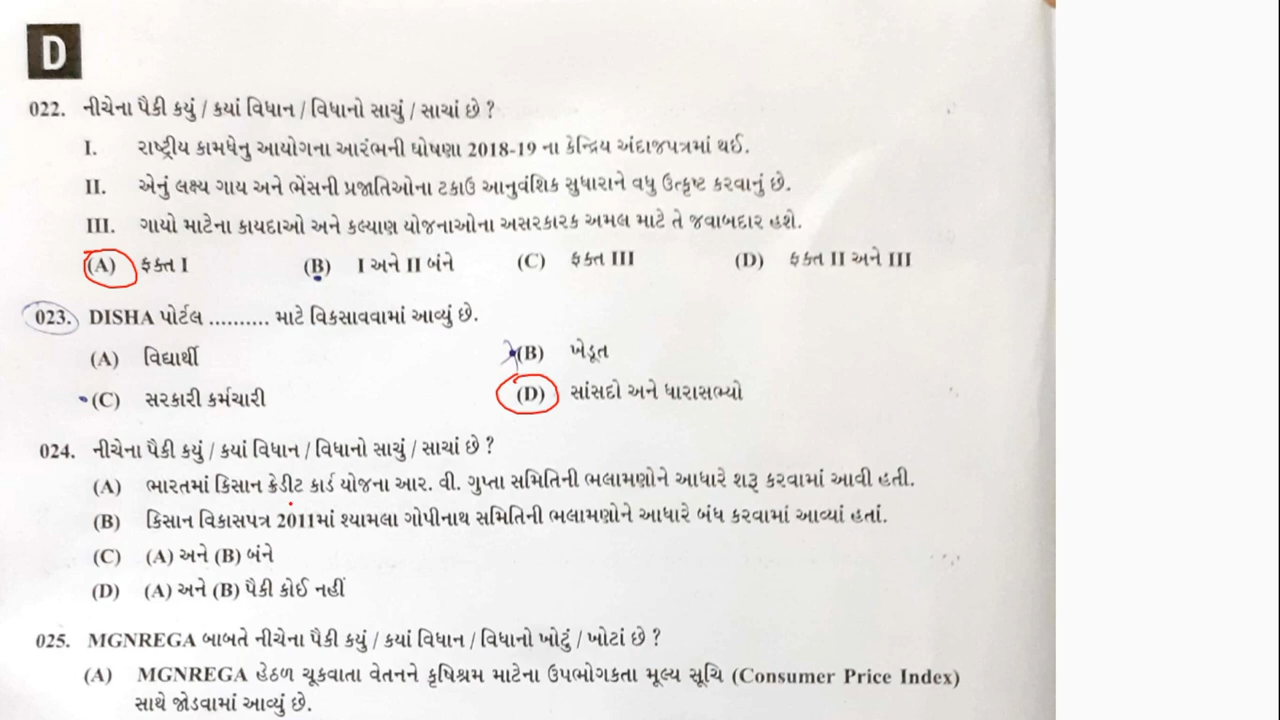 D
022. નીચેના પૈકી કયું / કયાં વિધાન / વિધાનો સાચું / સાચાં છે ?
I. રાષ્ટ્રીય કામધેનુ આયોગના આરંભની ઘોષણા 2018-19 ના કેન્દ્રિય અંદાજપત્રમાં થઈ.
II. એનું લક્ષ્ય ગાય અને ભેંસની પ્રજાતિઓના ટકાઉ આનુવંશિક સુધારાને વધુ ઉત્કૃષ્ટ કરવાનું છે.
III. ગાયો માટેના કાયદાઓ અને કલ્યાણ યોજનાઓના અસરકારક અમલ માટે તે જવાબદાર હશે.
(A) ફક્ત I (B) I અને II બંને (C) ફક્ત III (D) ફક્ત II અને III
023. DISHA પોર્ટલ .......... માટે વિકસાવવામાં આવ્યું છે.
(A) વિદ્યાર્થી (B) ખેડૂત
(C) સરકારી કર્મચારી (D) સાંસદો અને ધારાસભ્યો
024. નીચેના પૈકી કયું / કયાં વિધાન / વિધાનો સાચું / સાચાં છે ?
(A) ભારતમાં કિસાન ક્રેડીટ કાર્ડ યોજના આર. વી. ગુપ્તા સમિતિની ભલામણોને આધારે શરૂ કરવામાં આવી હતી.
(B) કિસાન વિકાસપત્ર 2011માં શ્યામલા ગોપીનાથ સમિતિની ભલામણોને આધારે બંધ કરવામાં આવ્યાં હતાં.
(C) (A) અને (B) બંને
(D) (A) અને (B) પૈકી કોઈ નહીં
025. MGNREGA બાબતે નીચેના પૈકી કયું / કયાં વિધાન / વિધાનો ખોટું / ખોટાં છે ?
(A) MGNREGA હેઠળ ચૂકવાતા વેતનને કૃષિશ્રમ માટેના ઉપભોગકતા મૂલ્ય સૂચિ (Consumer Price Index)
સાથે જોડવામાં આવ્યું છે.